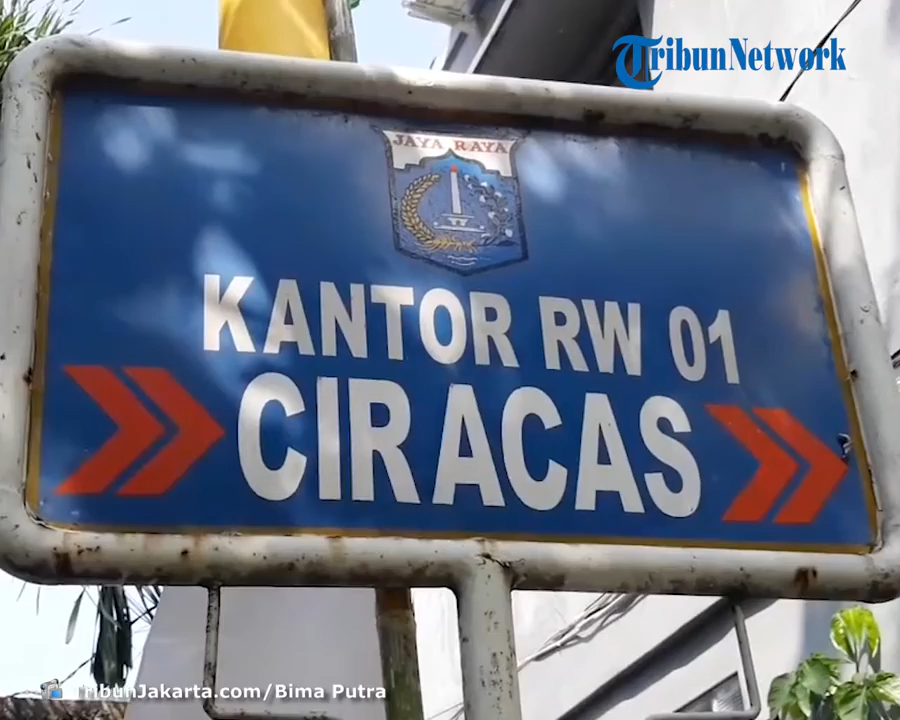 TribunNetwork
JAYA RAYA
KANTOR RW 01
CIRACAS
TribunJakarta.com/Bima Putra